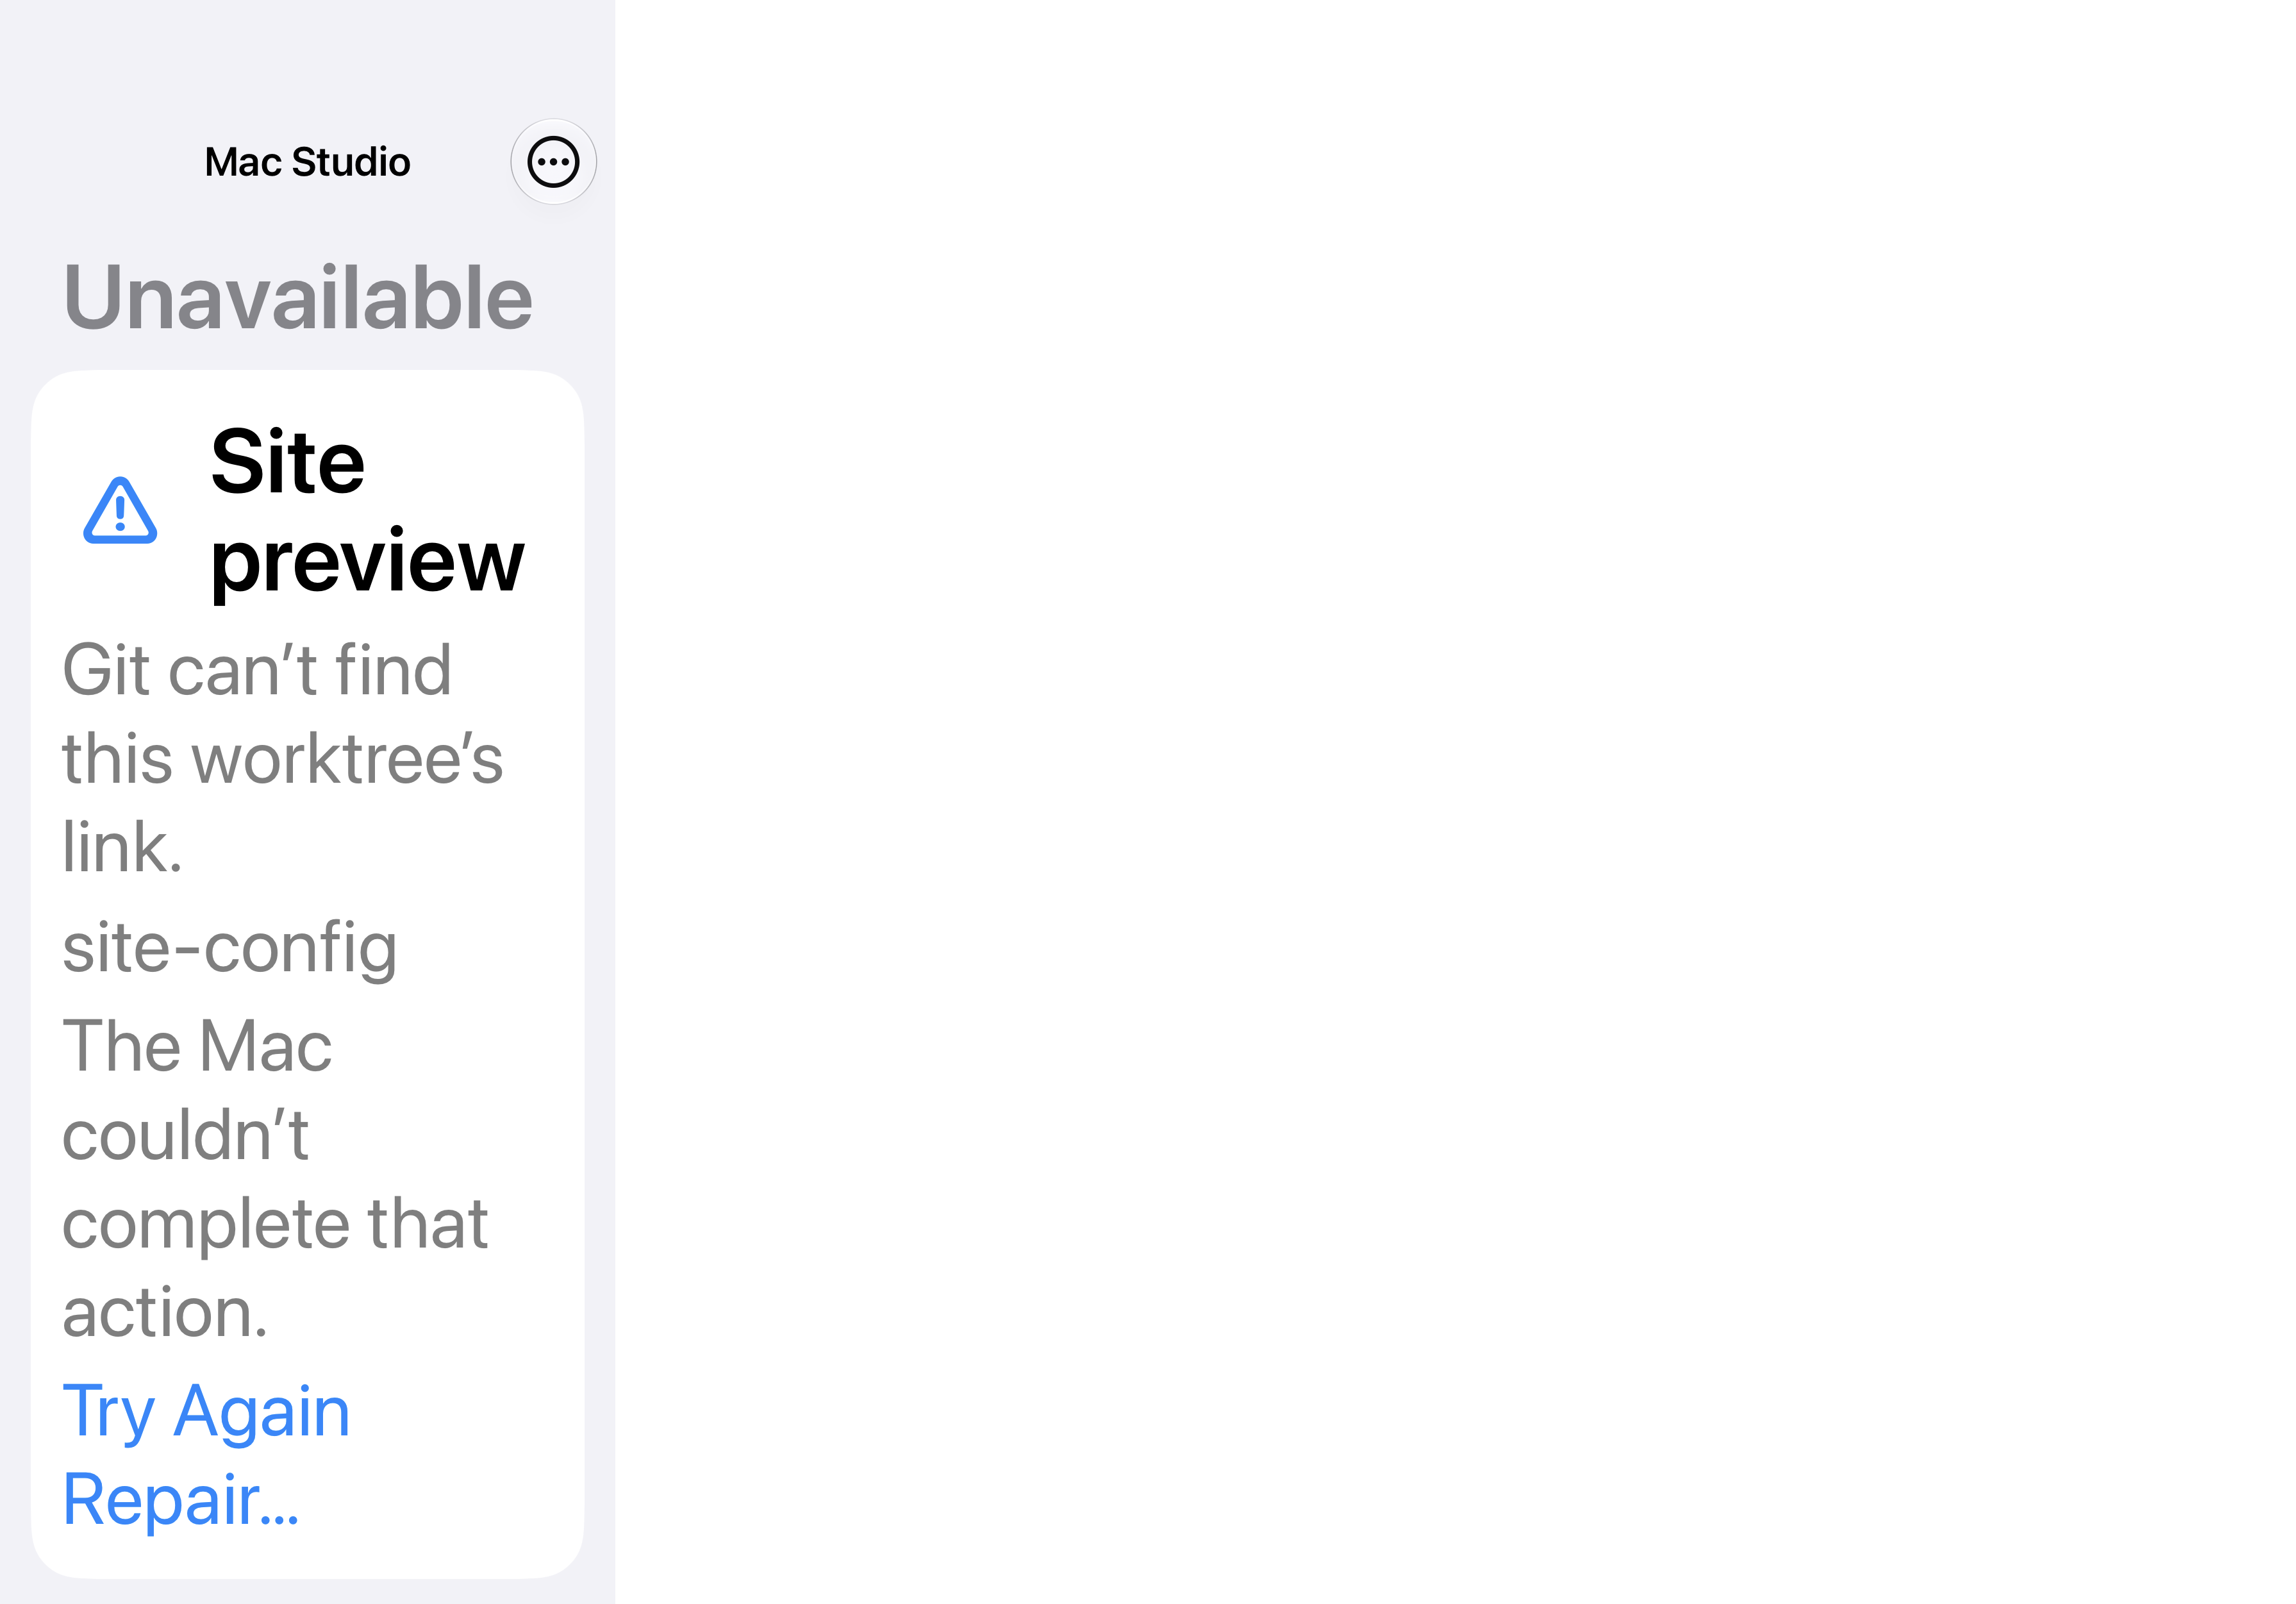 Mac Studio
Unavailable
Site
preview
Git can’t find
this worktree’s
link.
site-config
The Mac
couldn’t
complete that
action.
Try Again
Repair…